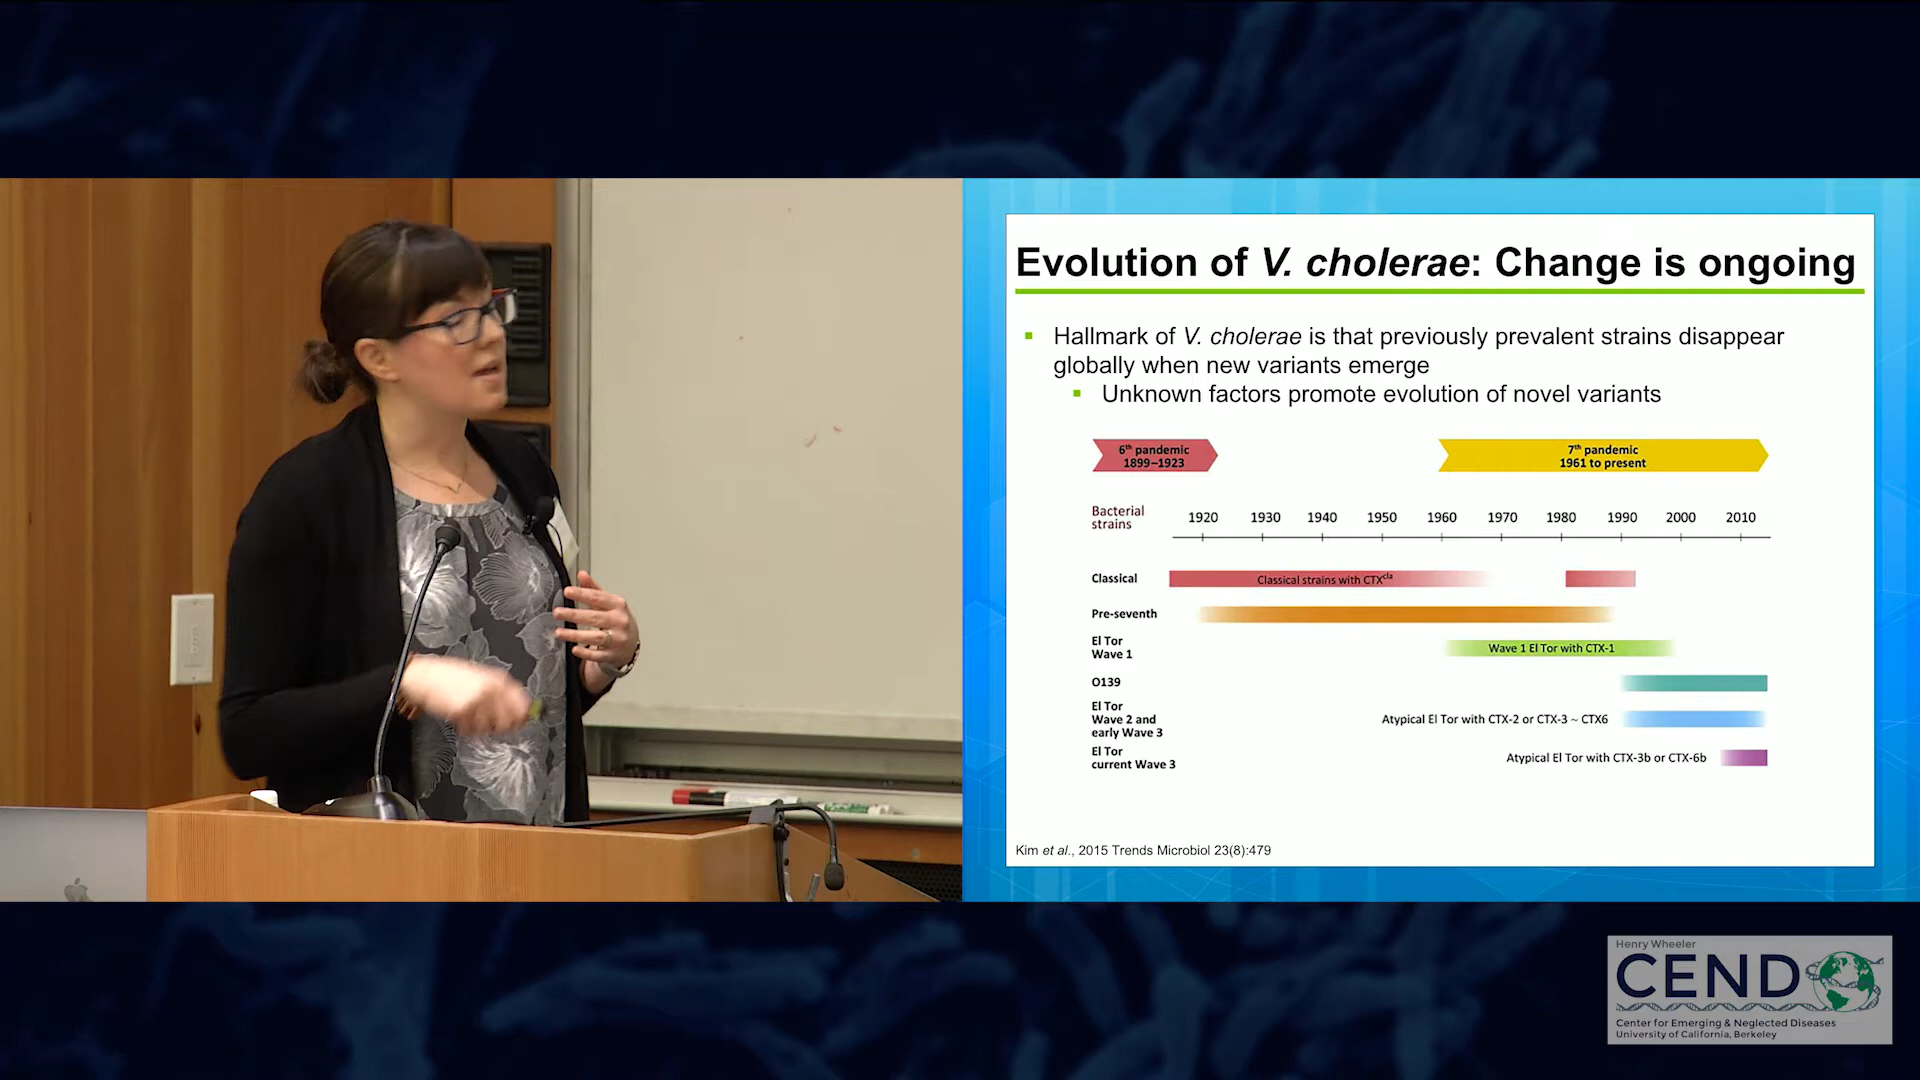 Evolution of V. cholerae: Change is ongoing
Hallmark of V. cholerae is that previously prevalent strains disappear
globally when new variants emerge
Unknown factors promote evolution of novel variants
6th pandemic
1899–1923
7th pandemic
1961 to present
Bacterial
strains
1920 1930 1940 1950 1960 1970 1980 1990 2000 2010
Classical
Classical strains with CTXcla
Pre-seventh
El Tor
Wave 1
Wave 1 El Tor with CTX-1
O139
El Tor
Wave 2 and
early Wave 3
Atypical El Tor with CTX-2 or CTX-3 ~ CTX6
El Tor
current Wave 3
Atypical El Tor with CTX-3b or CTX-6b
Kim et al., 2015 Trends Microbiol 23(8):479
Henry Wheeler
CEND
Center for Emerging & Neglected Diseases
University of California, Berkeley